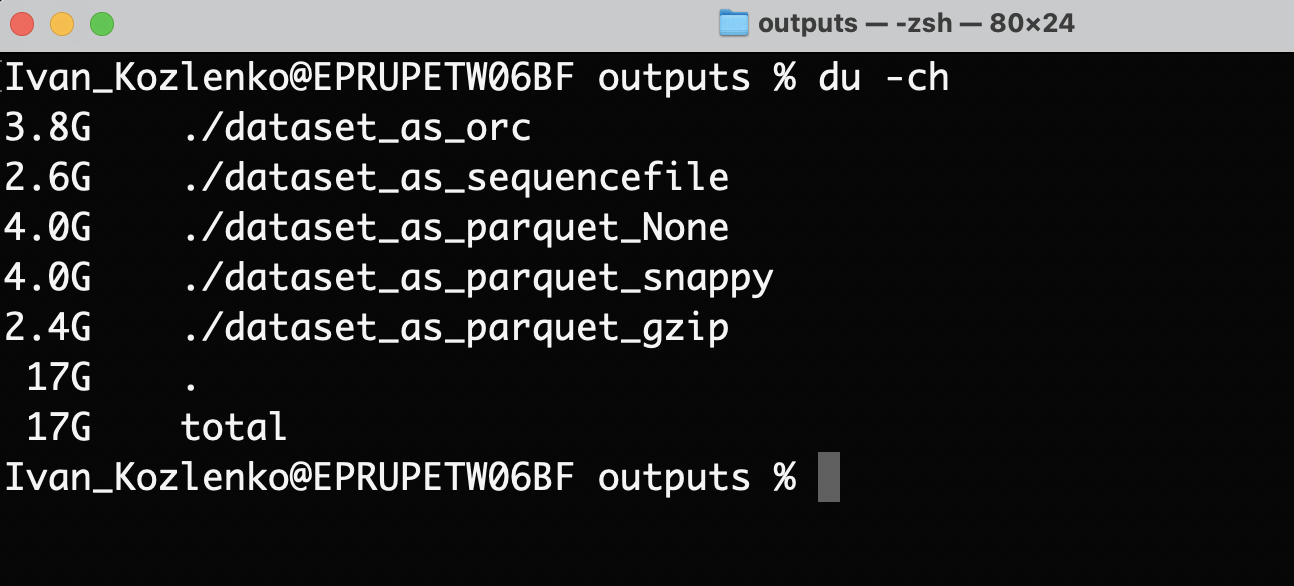 outputs — -zsh — 80×24
Ivan_Kozlenko@EPRUPETW06BF outputs % du -ch
3.8G    ./dataset_as_orc
2.6G    ./dataset_as_sequencefile
4.0G    ./dataset_as_parquet_None
4.0G    ./dataset_as_parquet_snappy
2.4G    ./dataset_as_parquet_gzip
 17G    .
 17G    total
Ivan_Kozlenko@EPRUPETW06BF outputs %